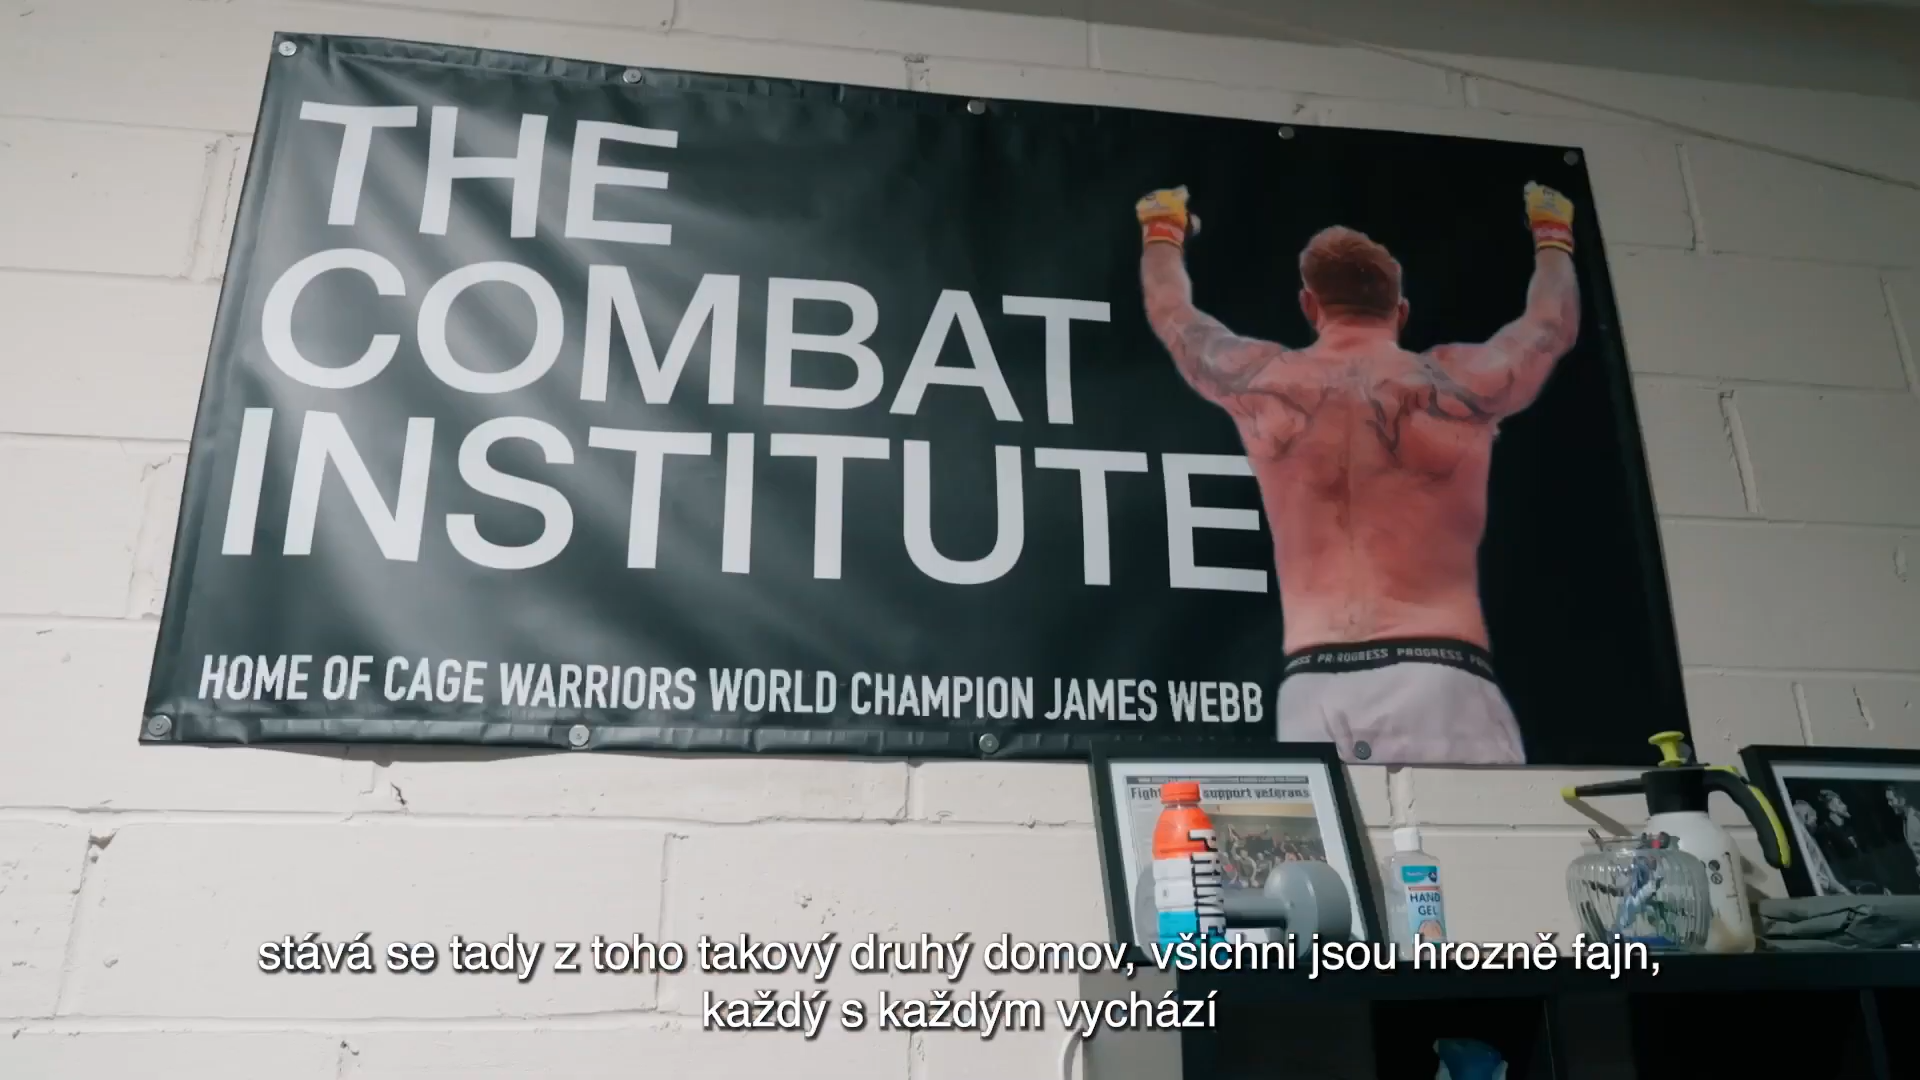 THE
COMBAT
INSTITUTE
HOME OF CAGE WARRIORS WORLD CHAMPION JAMES WEBB
PROGRESS PROGRESS
support veterans
PRIME
HAND
GEL
stává se tady z toho takový druhý domov, všichni jsou hrozně fajn,
každý s každým vychází